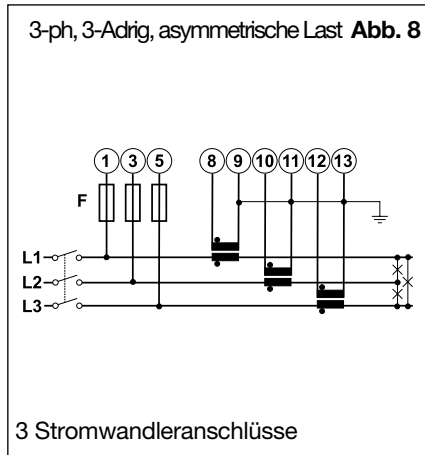 3-ph, 3-Adrig, asymmetrische Last Abb. 8
1 3 5 8 9 10 11 12 13
F
L1
L2
L3
3 Stromwandleranschlüsse